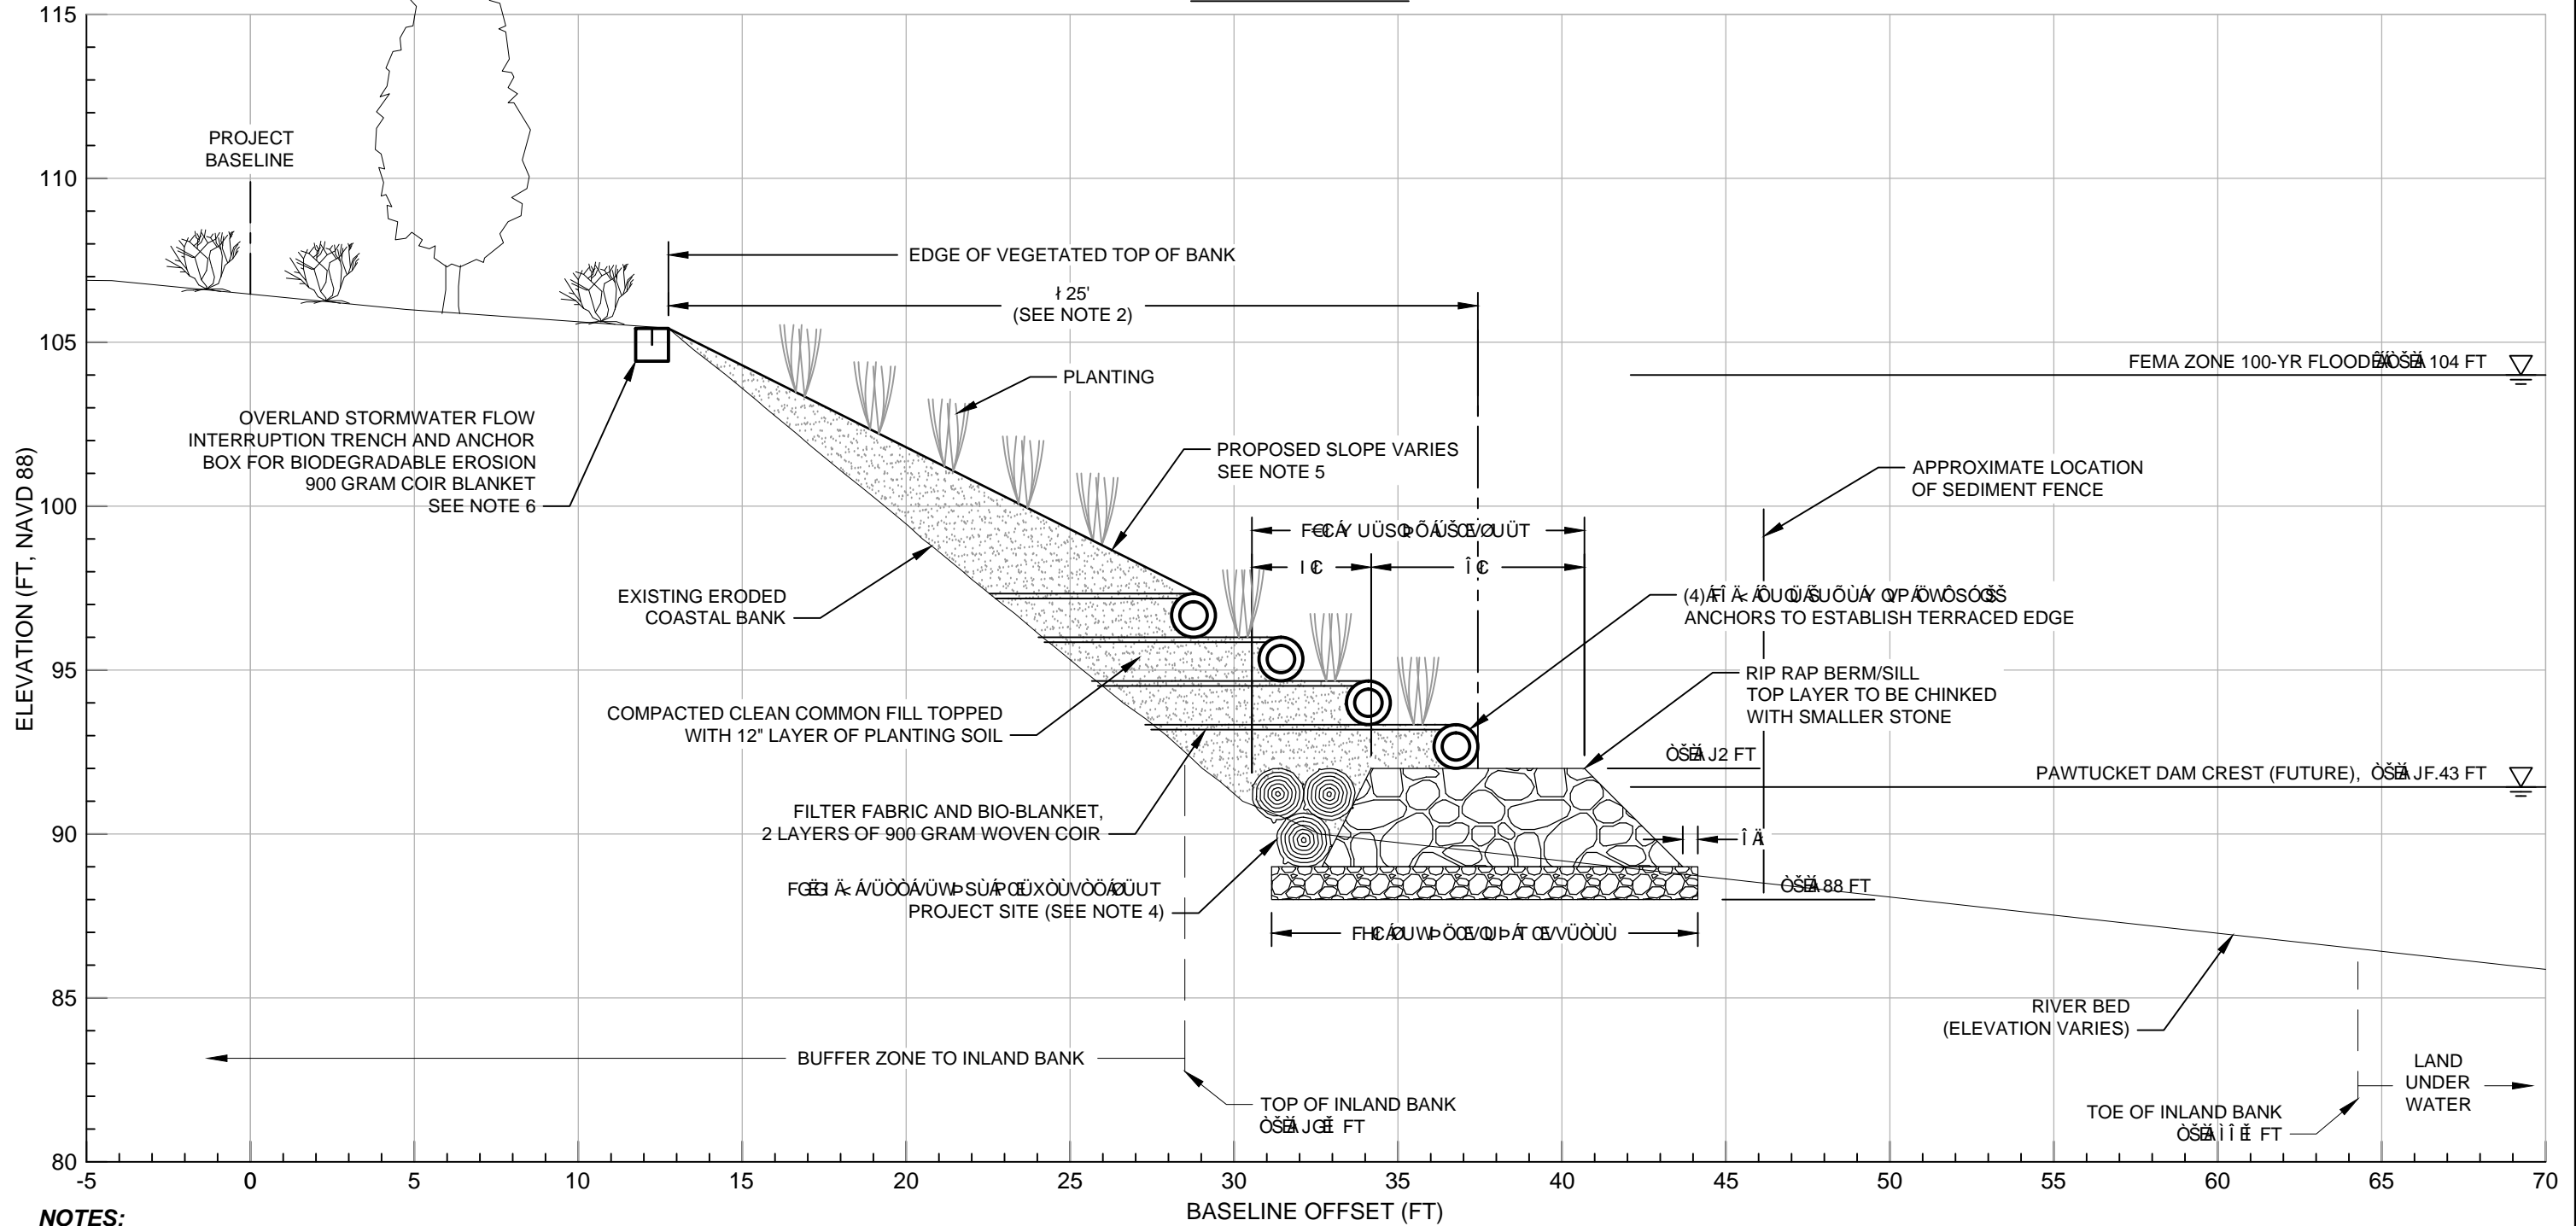 115
110
105
100
95
90
85
80
ELEVATION (FT, NAVD 88)
PROJECT
BASELINE
EDGE OF VEGETATED TOP OF BANK
ł 25'
(SEE NOTE 2)
PLANTING
FEMA ZONE 100-YR FLOOD 104 FT
OVERLAND STORMWATER FLOW
INTERRUPTION TRENCH AND ANCHOR
BOX FOR BIODEGRADABLE EROSION
900 GRAM COIR BLANKET
SEE NOTE 6
PROPOSED SLOPE VARIES
SEE NOTE 5
APPROXIMATE LOCATION
OF SEDIMENT FENCE
EXISTING ERODED
COASTAL BANK
(4)
ANCHORS TO ESTABLISH TERRACED EDGE
RIP RAP BERM/SILL
TOP LAYER TO BE CHINKED
WITH SMALLER STONE
COMPACTED CLEAN COMMON FILL TOPPED
WITH 12" LAYER OF PLANTING SOIL
J2 FT
PAWTUCKET DAM CREST (FUTURE), JF.43 FT
FILTER FABRIC AND BIO-BLANKET,
2 LAYERS OF 900 GRAM WOVEN COIR
88 FT
PROJECT SITE (SEE NOTE 4)
RIVER BED
(ELEVATION VARIES)
BUFFER ZONE TO INLAND BANK
TOP OF INLAND BANK
FT
TOE OF INLAND BANK
FT
LAND
UNDER
WATER
-5 0 5 10 15 20 25 30 35 40 45 50 55 60 65 70
BASELINE OFFSET (FT)
NOTES: